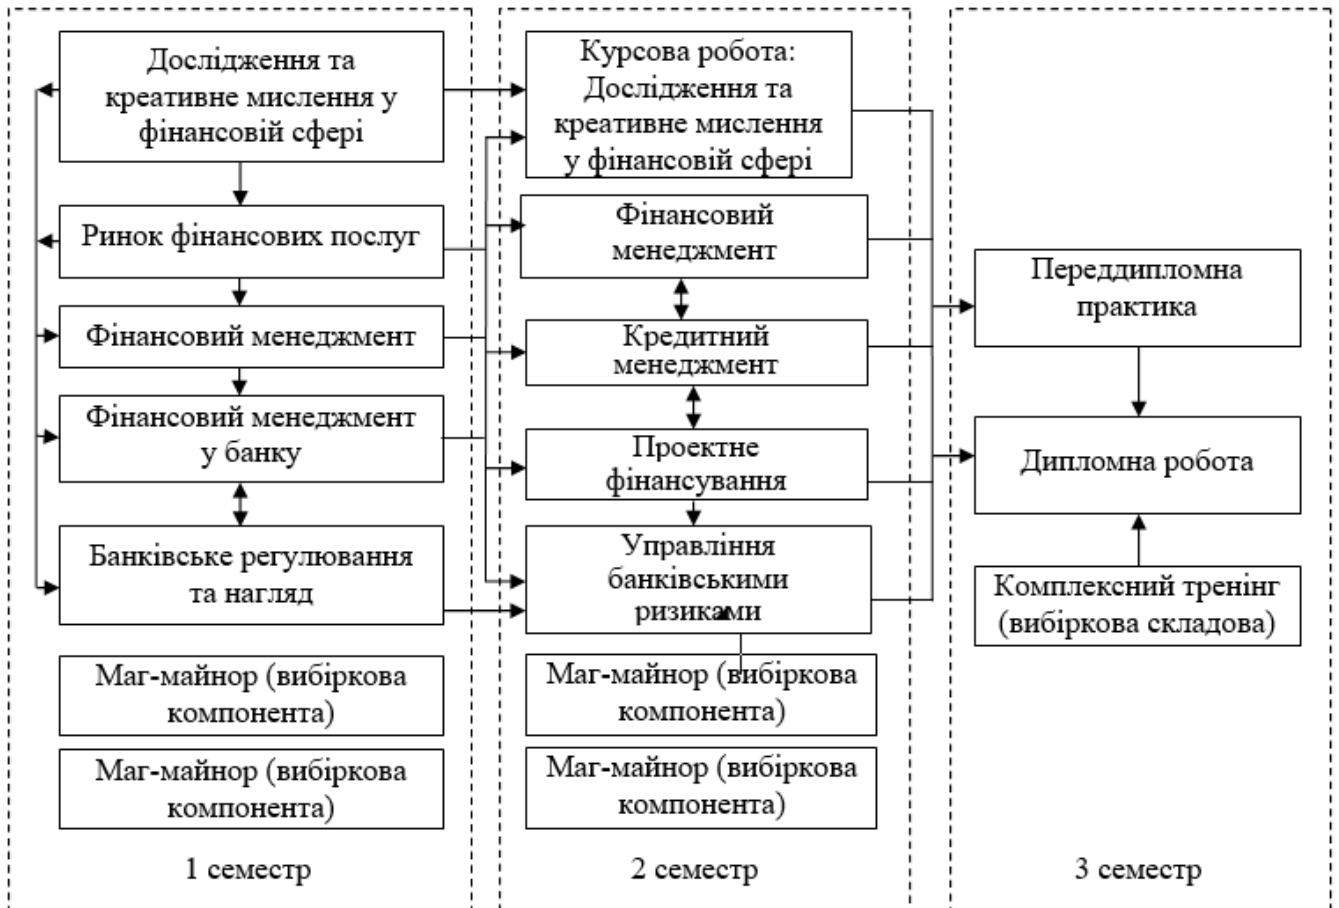 Дослідження та
креативне мислення у
фінансовій сфері
Ринок фінансових послуг
Фінансовий менеджмент
Фінансовий менеджмент
у банку
Банківське регулювання
та нагляд
Маг-майнор (вибіркова
компонента)
Маг-майнор (вибіркова
компонента)
1 семестр
Курсова робота:
Дослідження та
креативне мислення
у фінансовій сфері
Фінансовий
менеджмент
Кредитний
менеджмент
Проектне
фінансування
Управління
банківськими
ризиками
Маг-майнор (вибіркова
компонента)
Маг-майнор (вибіркова
компонента)
2 семестр
Переддипломна
практика
Дипломна робота
Комплексний тренінг
(вибіркова складова)
3 семестр